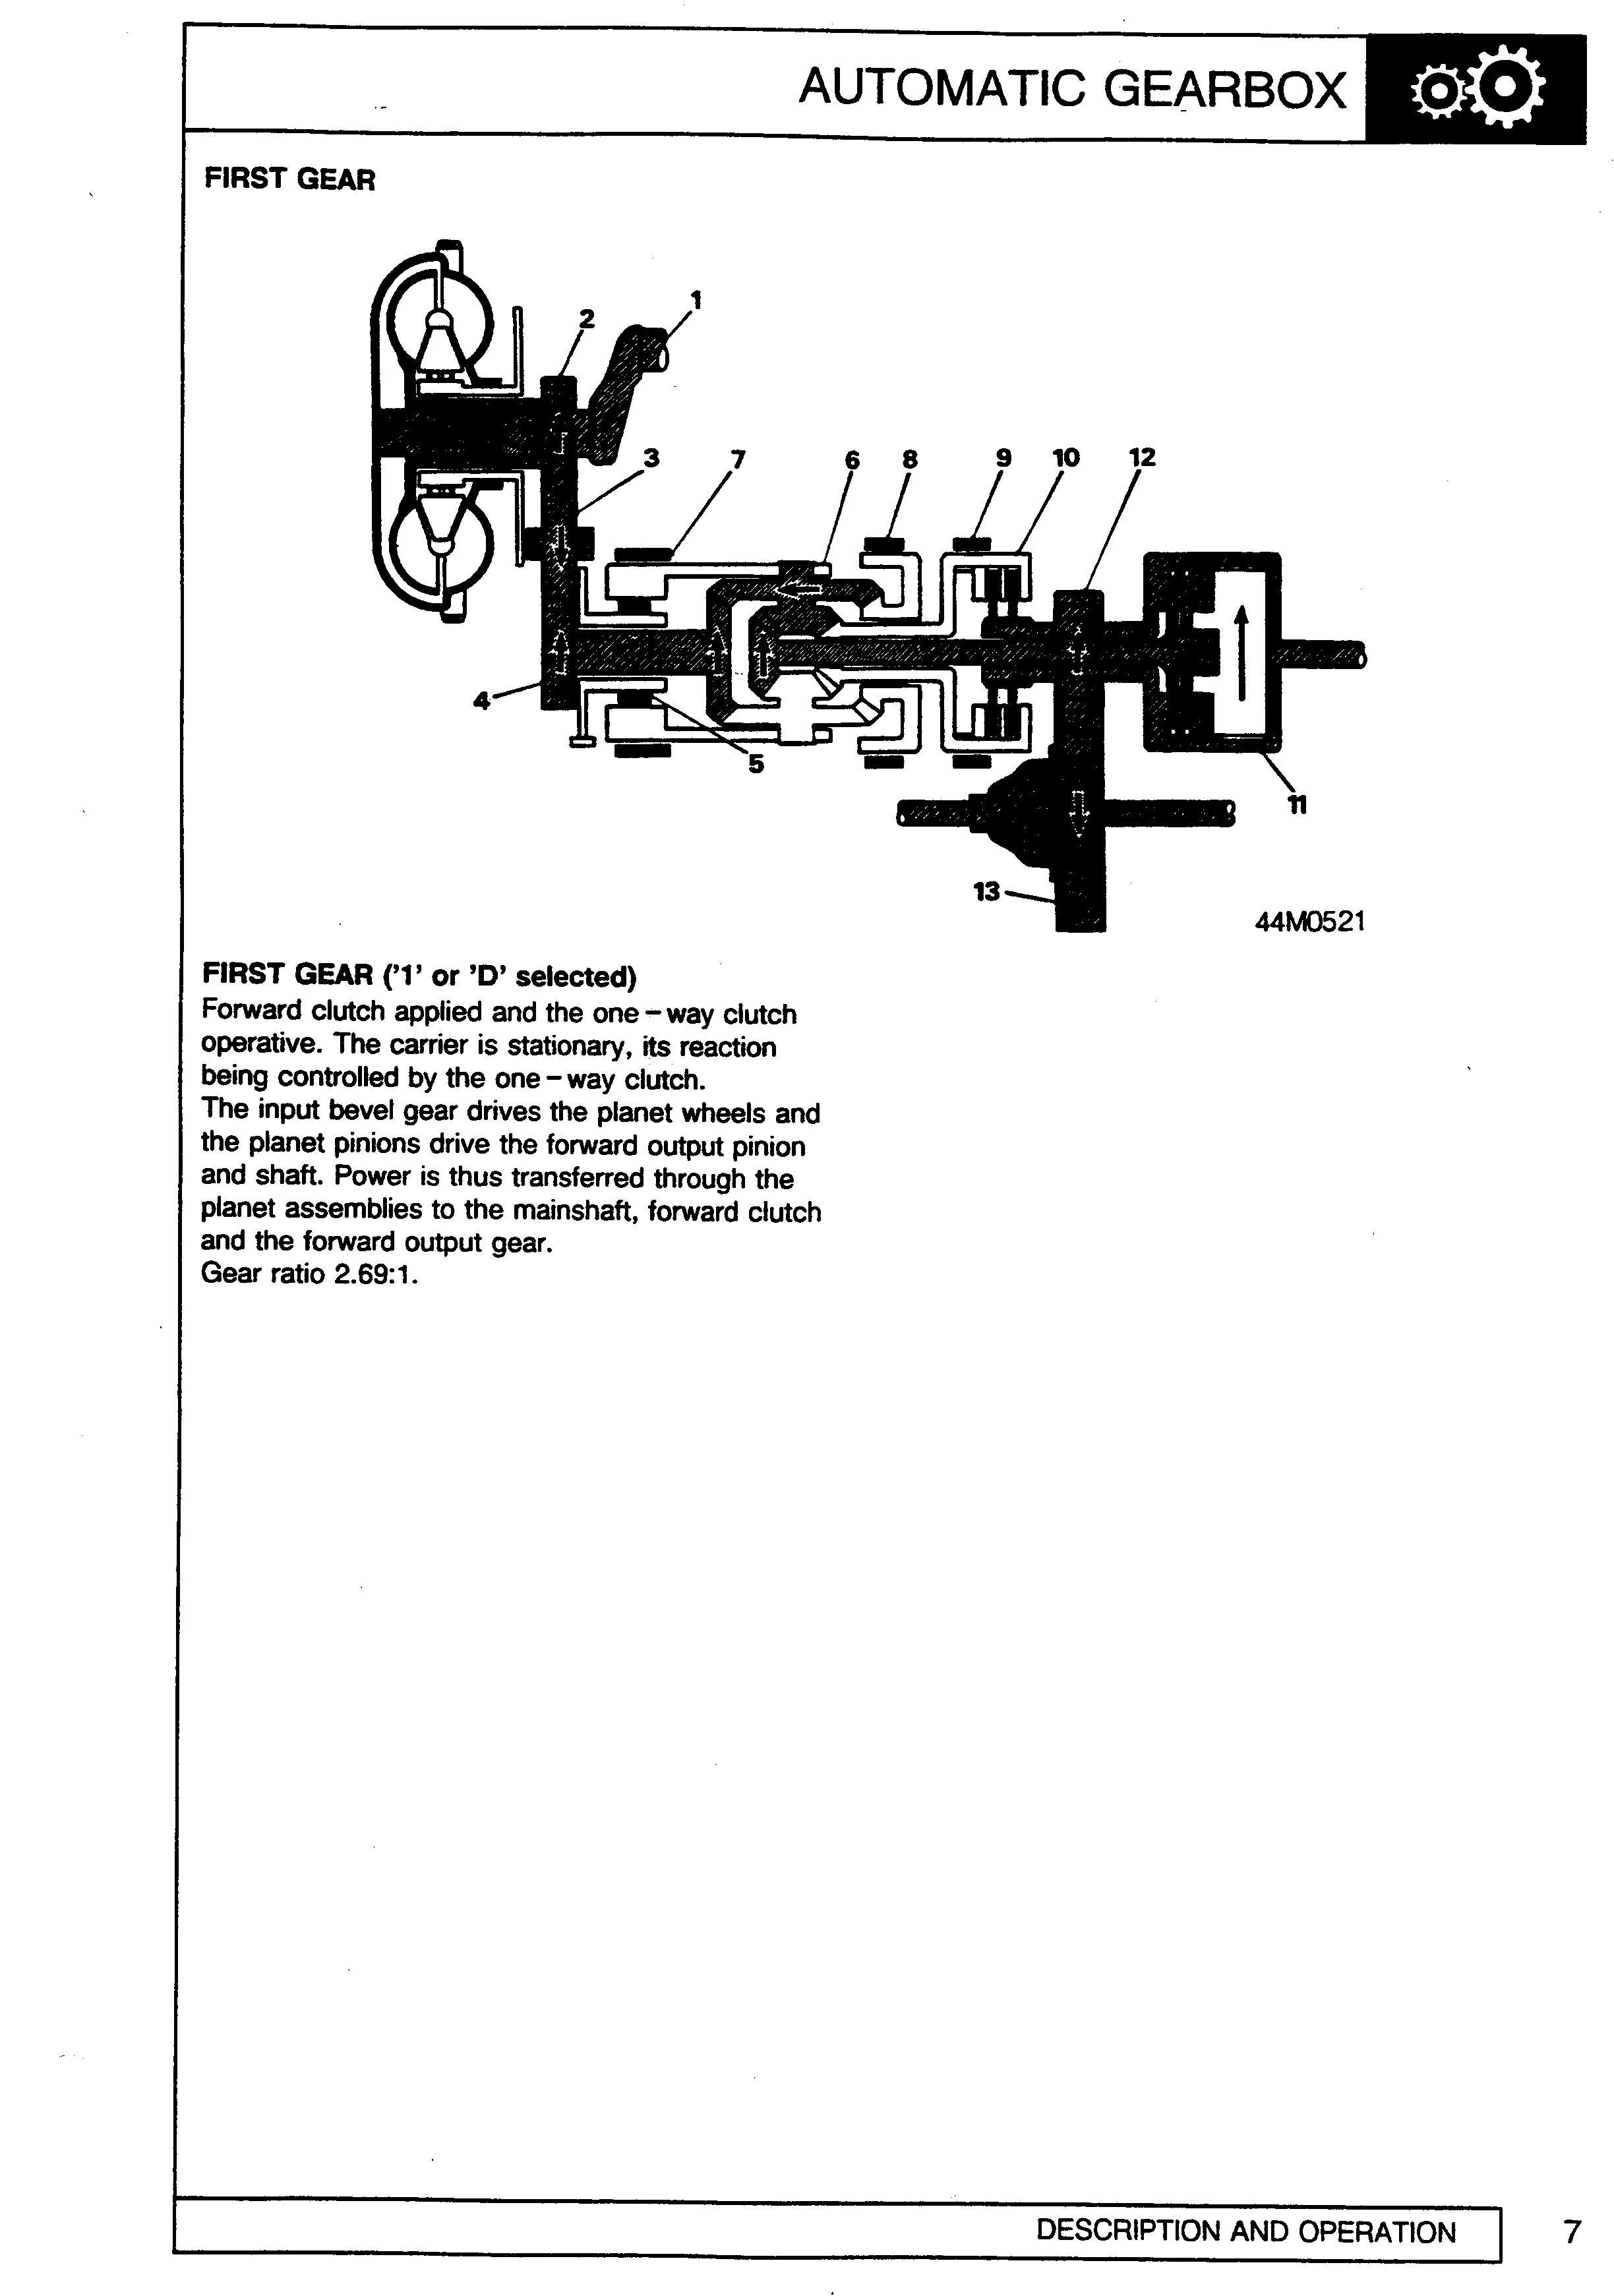 AUTOMATIC GEARBOX
FIRST GEAR
1
2
3 7 6 8 9 10 12
4
5
11
13
44M0521
FIRST GEAR ('1' or 'D' selected)
Forward clutch applied and the one-way clutch
operative. The carrier is stationary, its reaction
being controlled by the one-way clutch.
The input bevel gear drives the planet wheels and
the planet pinions drive the forward output pinion
and shaft. Power is thus transferred through the
planet assemblies to the mainshaft, forward clutch
and the forward output gear.
Gear ratio 2.69:1.
DESCRIPTION AND OPERATION 7